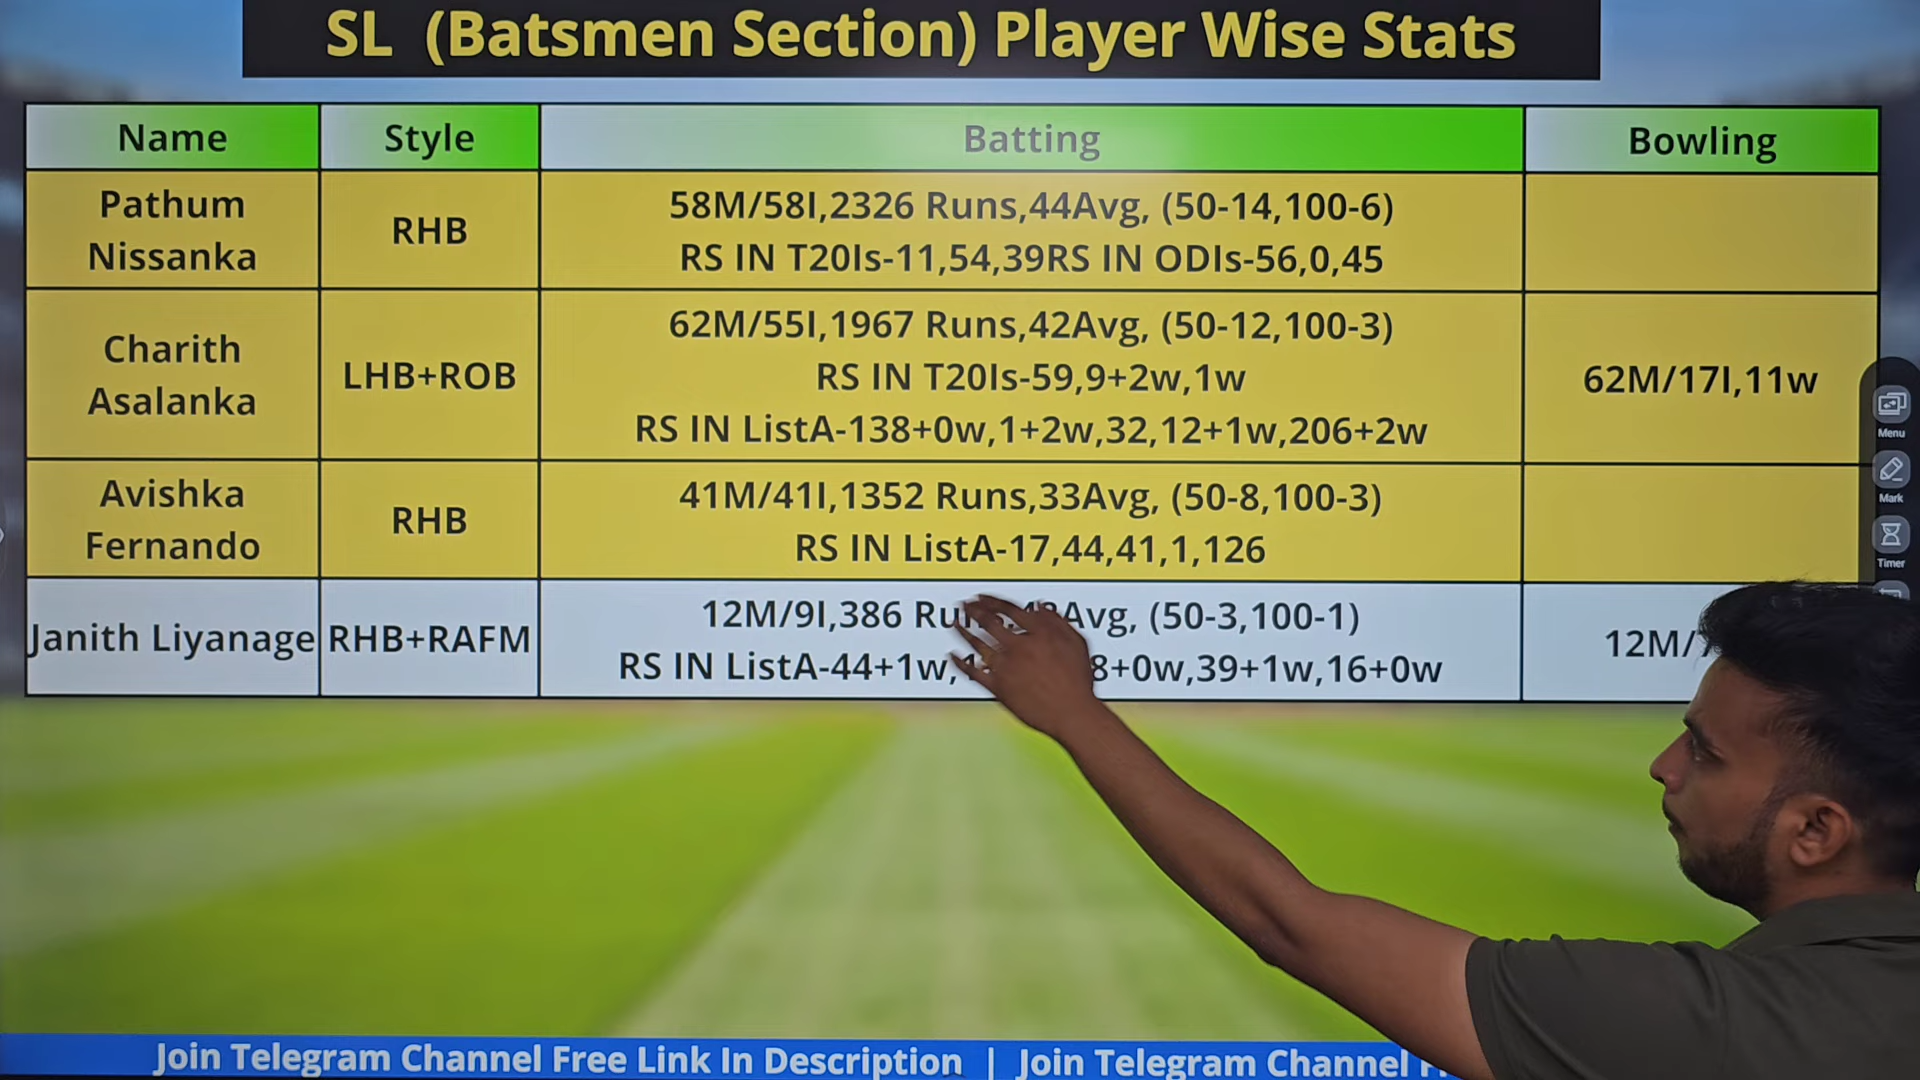 SL (Batsmen Section) Player Wise Stats
Name Style Batting Bowling
Pathum Nissanka
RHB
58M/58I,2326 Runs,44Avg, (50-14,100-6)
RS IN T20Is-11,54,39RS IN ODIs-56,0,45
Charith Asalanka
LHB+ROB
62M/55I,1967 Runs,42Avg, (50-12,100-3)
RS IN T20Is-59,9+2w,1w
RS IN ListA-138+0w,1+2w,32,12+1w,206+2w
62M/17I,11w
Avishka Fernando
RHB
41M/41I,1352 Runs,33Avg, (50-8,100-3)
RS IN ListA-17,44,41,1,126
Janith Liyanage
RHB+RAFM
12M/9I,386 Avg, (50-3,100-1)
RS IN ListA-44+1w, 8+0w,39+1w,16+0w
12M/
Menu
Mark
Timer
Join Telegram Channel Free Link In Description | Join Telegram Channel